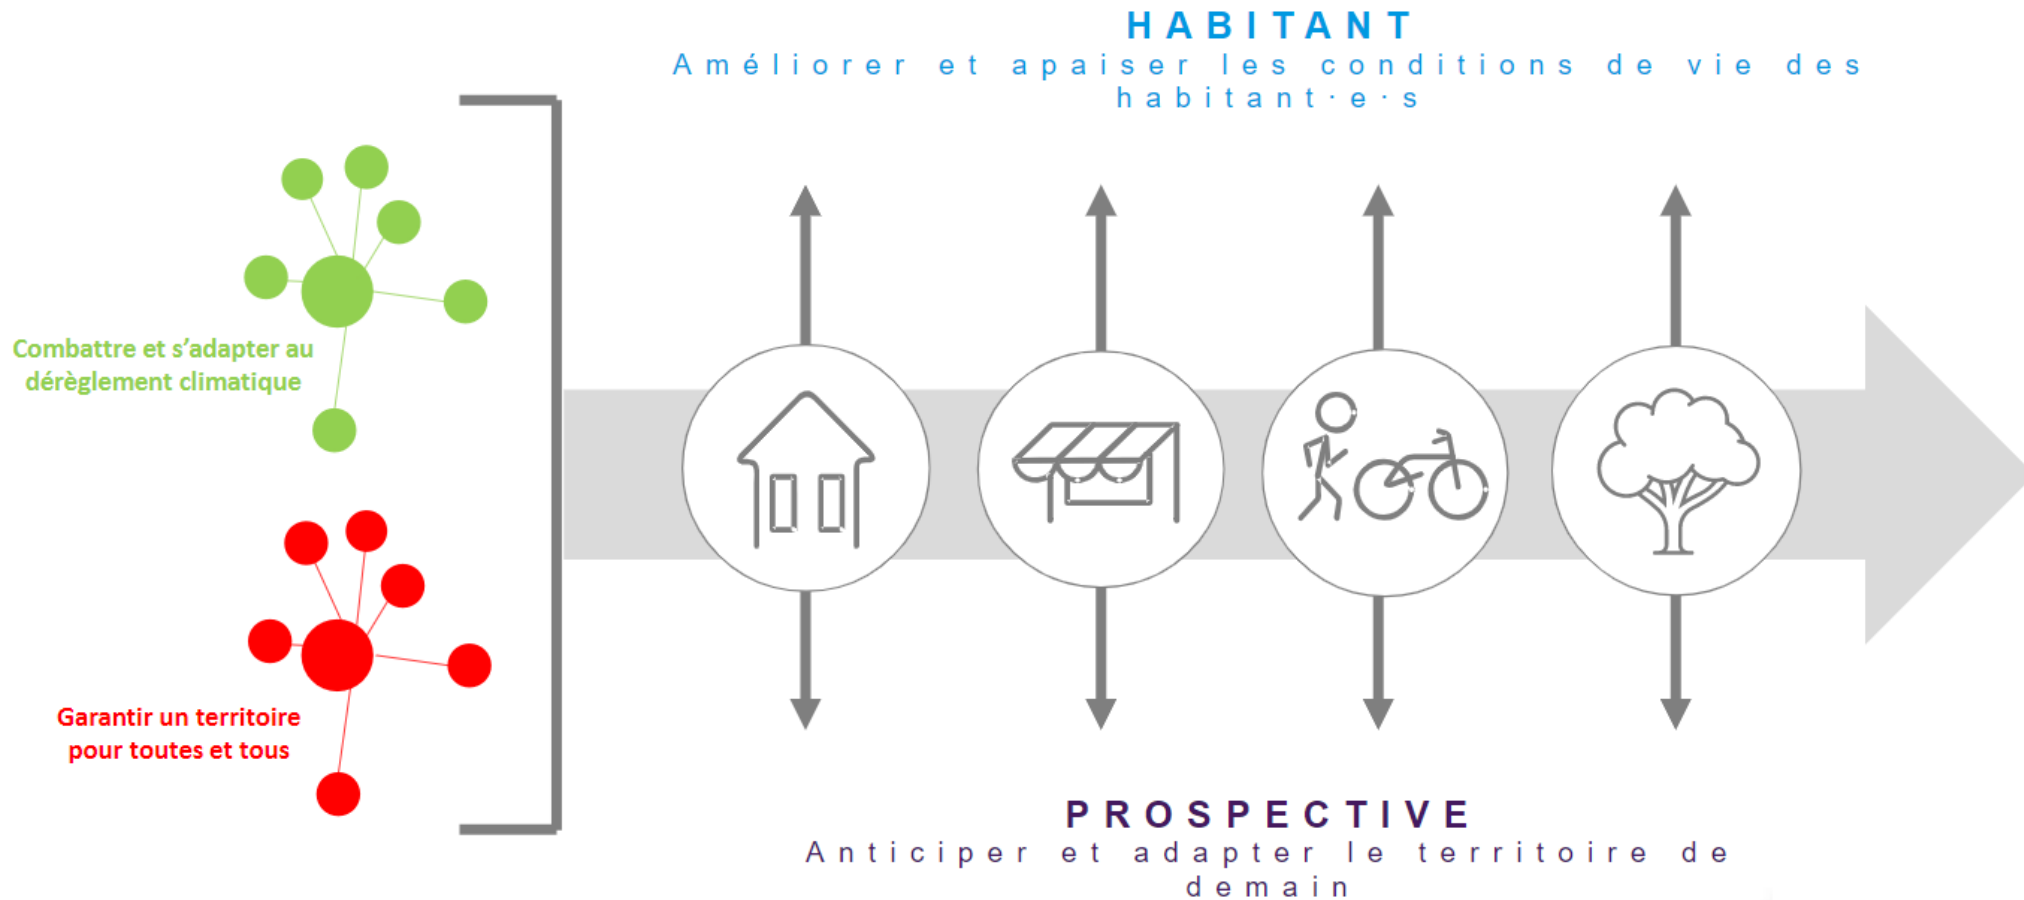 HABITANT
Améliorer et apaiser les conditions de vie des
habitant·e·s
Combattre et s’adapter au
dérèglement climatique
Garantir un territoire
pour toutes et tous
PROSPECTIVE
Anticiper et adapter le territoire de
demain